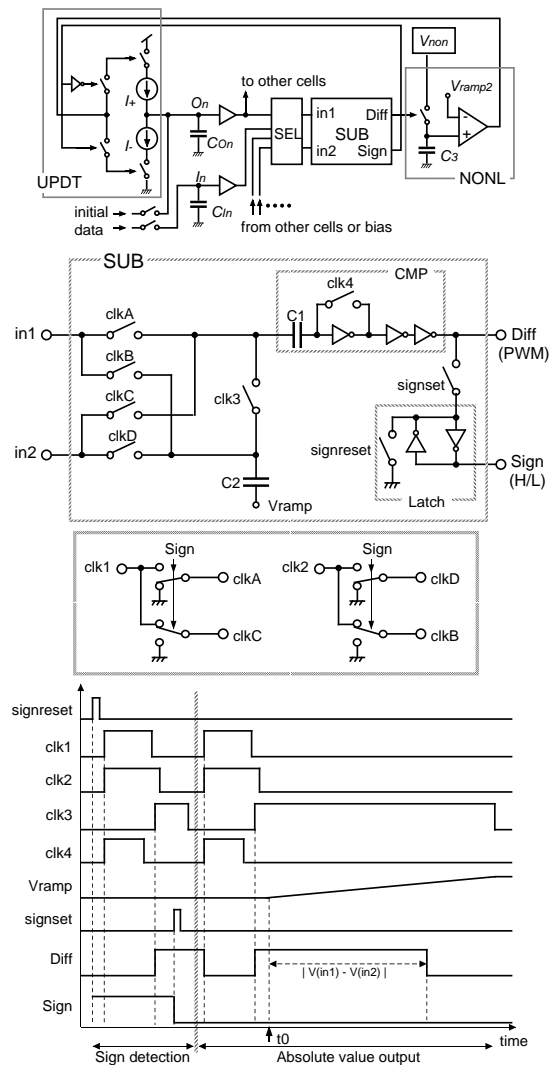 to other cells
Vnon
Vramp2
I+
On
COn
SEL
in1
in2
SUB
Diff
Sign
-
+
C3
NONL
I-
UPDT
In
CIn
initial
data
from other cells or bias
SUB
CMP
clk4
C1
clkA
in1
clkB
clkC
clkD
in2
clk3
C2
Vramp
Diff
(PWM)
signset
signreset
Latch
Sign
(H/L)
Sign
clk1
clkA
clkC
Sign
clk2
clkD
clkB
signreset
clk1
clk2
clk3
clk4
Vramp
signset
Diff
| V(in1) - V(in2) |
Sign
t0
time
Sign detection
Absolute value output